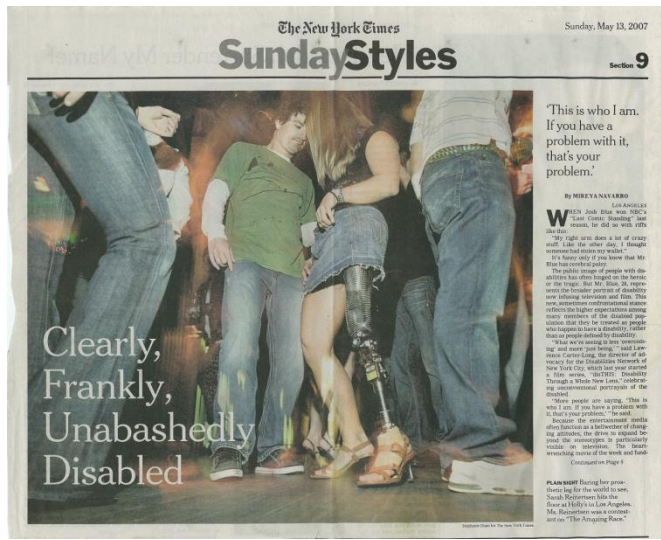 The New York Times
Sunday, May 13, 2007
SundayStyles
Section 9
Clearly,
Frankly,
Unabashedly
Disabled
'This is who I am.
If you have a
problem with it,
that's your
problem.'
By MIREYA NAVARRO
LOS ANGELES
WHEN Josh Blue won NBC's
"Last Comic Standing" last
season, he did so with riffs
like this:
"My right arm does a lot of crazy
stuff. Like the other day, I thought
someone had stolen my wallet."
It's funny only if you know that Mr.
Blue has cerebral palsy.
The public image of people with dis-
abilities has often hinged on the heroic
or the tragic. But Mr. Blue, 28, repre-
sents the broader portrait of disability
now infusing television and film. This
new, sometimes confrontational stance
reflects the higher expectations among
many members of the disabled pop-
ulation that they be treated as people
who happen to have a disability, rather
than as people defined by disability.
"What we're seeing is less 'overcom-
ing' and more 'just being,' " said Law-
rence Carter-Long, the director of ad-
vocacy for the Disabilities Network of
New York City, which last year started
a film series, "disTHIS: Disability
Through a Whole New Lens," celebrat-
ing unconventional portrayals of the
disabled.
"More people are saying, 'This is
who I am. If you have a problem with
it, that's your problem,' " he said.
Because the entertainment media
often function as a bellwether of chang-
ing attitudes, the drive to expand be-
yond the stereotypes is particularly
visible on television. The heart-
wrenching movie of the week and fund-
Continued on Page 8
PLAIN SIGHT Baring her pros-
thetic leg for the world to see,
Sarah Reinertsen hits the
floor at Holly's in Los Angeles.
Ms. Reinertsen was a contest-
ant on "The Amazing Race."
for The New York Times